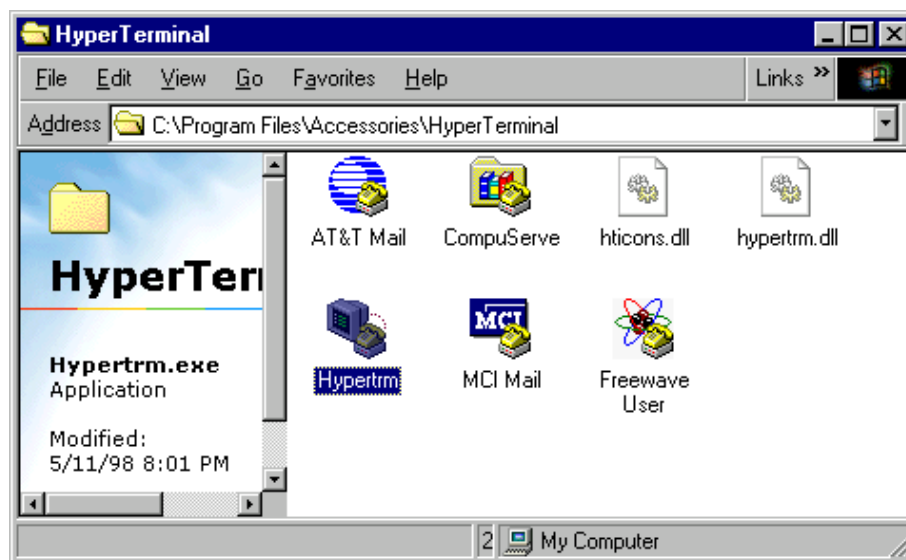 HyperTerminal
File Edit View Go Favorites Help Links »
Address C:\Program Files\Accessories\HyperTerminal
HyperTer
Hypertrm.exe
Application
Modified:
5/11/98 8:01 PM
AT&T Mail CompuServe hticons.dll hypertrm.dll
MCI
Hypertrm MCI Mail Freewave
User
2 My Computer